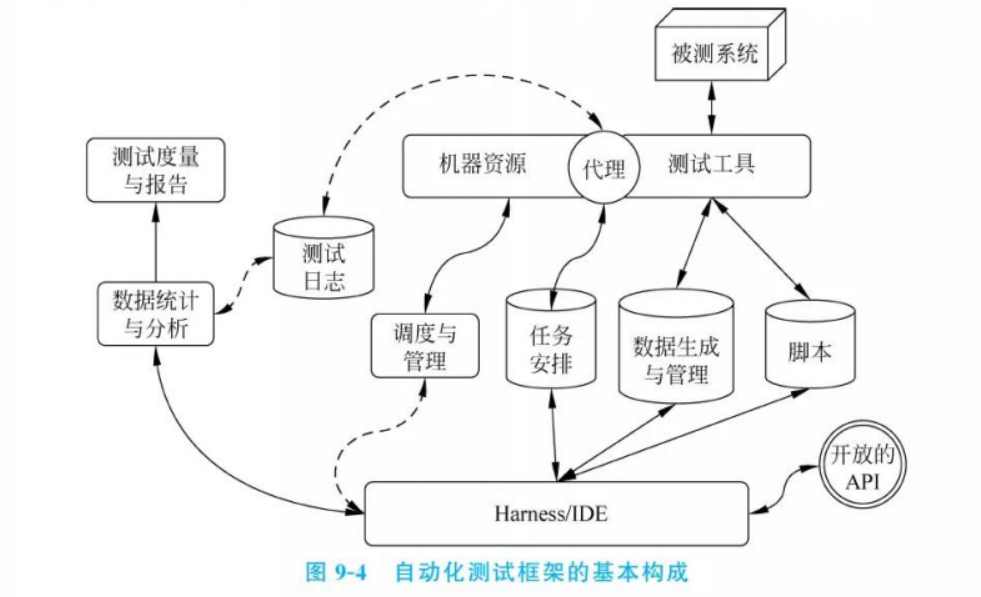 被测系统
测试度量
与报告
机器资源
代理
测试工具
测试
日志
数据统计
与分析
调度与
管理
任务
安排
数据生成
与管理
脚本
开放的
API
Harness/IDE
图 9-4 自动化测试框架的基本构成